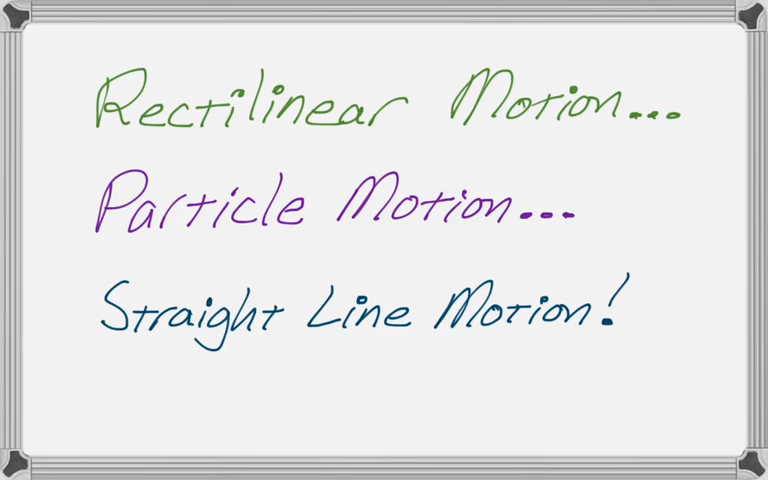 Rectilinear Motion...
Particle Motion...
Straight Line Motion!